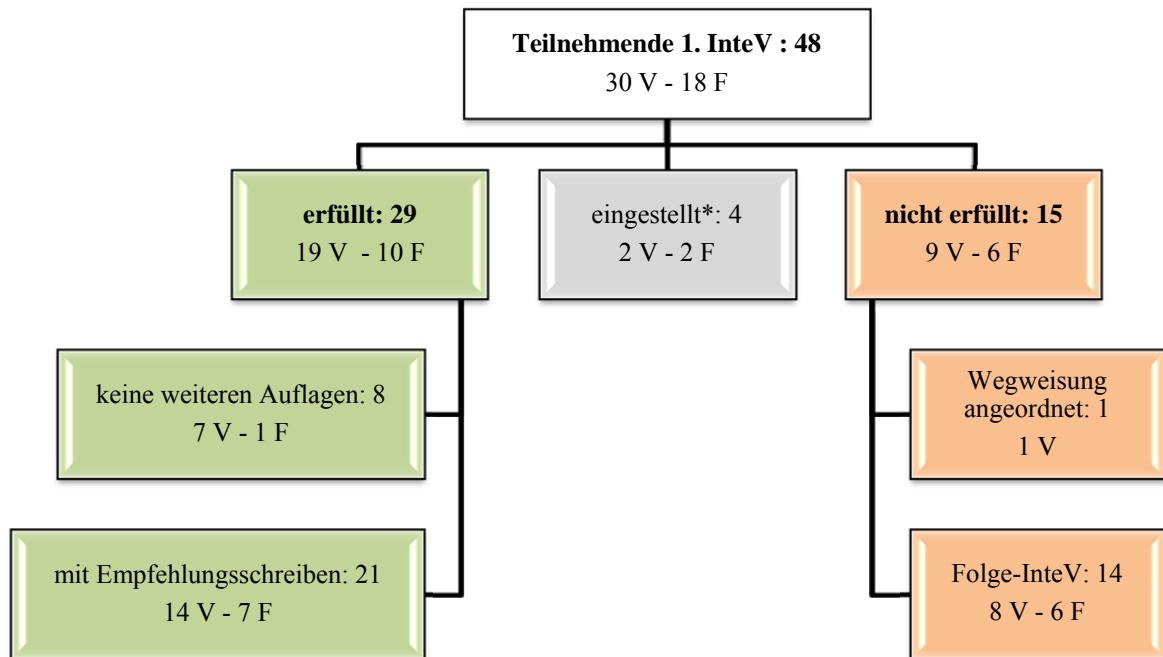 Teilnehmende 1. InteV : 48
30 V - 18 F
erfüllt: 29
19 V - 10 F
eingestellt*: 4
2 V - 2 F
nicht erfüllt: 15
9 V - 6 F
keine weiteren Auflagen: 8
7 V - 1 F
Wegweisung
angeordnet: 1
1 V
mit Empfehlungsschreiben: 21
14 V - 7 F
Folge-InteV: 14
8 V - 6 F